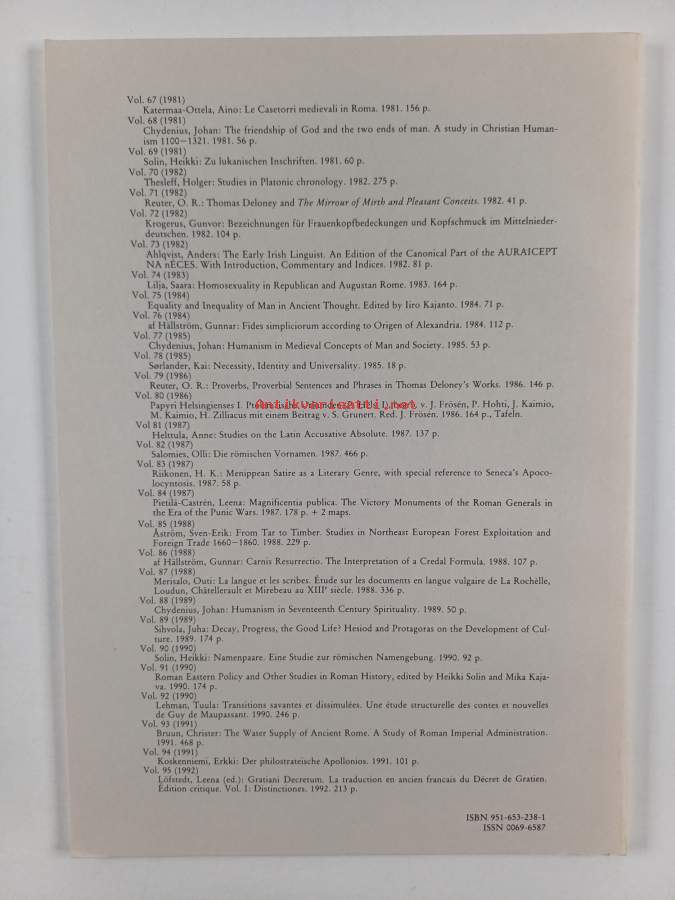 Vol. 67 (1981)
Katermaa-Ottela, Aino: Le Casetorri medievali in Roma. 1981. 156 p.
Vol. 68 (1981)
Chydenius, Johan: The friendship of God and the two ends of man. A study in Christian Human-
ism 1100—1321. 1981. 56 p.
Vol. 69 (1981)
Solin, Heikki: Zu lukanischen Inschriften. 1981. 60 p.
Vol. 70 (1982)
Thesleff, Holger: Studies in Platonic chronology. 1982. 275 p.
Vol. 71 (1982)
Reuter, O. R.: Thomas Deloney and The Mirrour of Mirth and Pleasant Conceits. 1982. 41 p.
Vol. 72 (1982)
Krogerus, Gunvor: Bezeichnungen für Frauenkopfbedeckungen und Kopfschmuck im Mittelnieder-
deutschen. 1982. 104 p.
Vol. 73 (1982)
Ahlqvist, Anders: The Early Irish Linguist. An Edition of the Canonical Part of the AURAICEPT
NA nÉCES. With Introduction, Commentary and Indices. 1982. 81 p.
Vol. 74 (1983)
Lilja, Saara: Homosexuality in Republican and Augustan Rome. 1983. 164 p.
Vol. 75 (1984)
Equality and Inequality of Man in Ancient Thought. Edited by Iiro Kajanto. 1984. 71 p.
Vol. 76 (1984)
af Hällström, Gunnar: Fides simpliciorum according to Origen of Alexandria. 1984. 112 p.
Vol. 77 (1985)
Chydenius, Johan: Humanism in Medieval Concepts of Man and Society. 1985. 53 p.
Vol. 78 (1985)
Sørlander, Kai: Necessity, Identity and Universality. 1985. 18 p.
Vol. 79 (1986)
Reuter, O. R.: Proverbs, Proverbial Sentences and Phrases in Thomas Deloney's Works. 1986. 146 p.
Vol. 80 (1986)
Papyri Helsingienses I. Ptolemäische Urkunden (P. Hels. I), hrsg. v. J. Frösén, P. Hohti, J. Kaimio,
M. Kaimio, H. Zilliacus mit einem Beitrag v. S. Grunert. Red. J. Frösén. 1986. 164 p., Tafeln.
Antikvariaatti.net
Vol 81 (1987)
Helttula, Anne: Studies on the Latin Accusative Absolute. 1987. 137 p.
Vol. 82 (1987)
Salomies, Olli: Die römischen Vornamen. 1987. 466 p.
Vol. 83 (1987)
Riikonen, H. K.: Menippean Satire as a Literary Genre, with special reference to Seneca's Apoco-
locyntosis. 1987. 58 p.
Vol. 84 (1987)
Pietilä-Castrén, Leena: Magnificentia publica. The Victory Monuments of the Roman Generals in
the Era of the Punic Wars. 1987. 178 p. + 2 maps.
Vol. 85 (1988)
Åström, Sven-Erik: From Tar to Timber. Studies in Northeast European Forest Exploitation and
Foreign Trade 1660—1860. 1988. 229 p.
Vol. 86 (1988)
af Hällström, Gunnar: Carnis Resurrectio. The Interpretation of a Credal Formula. 1988. 107 p.
Vol. 87 (1988)
Merisalo, Outi: La langue et les scribes. Étude sur les documents en langue vulgaire de La Rochelle,
Loudun, Châtellerault et Mirebeau au XIIIᵉ siècle. 1988. 336 p.
Vol. 88 (1989)
Chydenius, Johan: Humanism in Seventeenth Century Spirituality. 1989. 50 p.
Vol. 89 (1989)
Sihvola, Juha: Decay, Progress, the Good Life? Hesiod and Protagoras on the Development of Cul-
ture. 1989. 174 p.
Vol. 90 (1990)
Solin, Heikki: Namenpaare. Eine Studie zur römischen Namengebung. 1990. 92 p.
Vol. 91 (1990)
Roman Eastern Policy and Other Studies in Roman History, edited by Heikki Solin and Mika Kaja-
va. 1990. 174 p.
Vol. 92 (1990)
Lehman, Tuula: Transitions savantes et dissimulées. Une étude structurelle des contes et nouvelles
de Guy de Maupassant. 1990. 246 p.
Vol. 93 (1991)
Bruun, Christer: The Water Supply of Ancient Rome. A Study of Roman Imperial Administration.
1991. 468 p.
Vol. 94 (1991)
Koskenniemi, Erkki: Der philostrateische Apollonios. 1991. 101 p.
Vol. 95 (1992)
Löfstedt, Leena (ed.): Gratiani Decretum. La traduction en ancien francais du Décret de Gratien.
Edition critique. Vol. I: Distinctiones. 1992. 213 p.
ISBN 951-653-238-1
ISSN 0069-6587